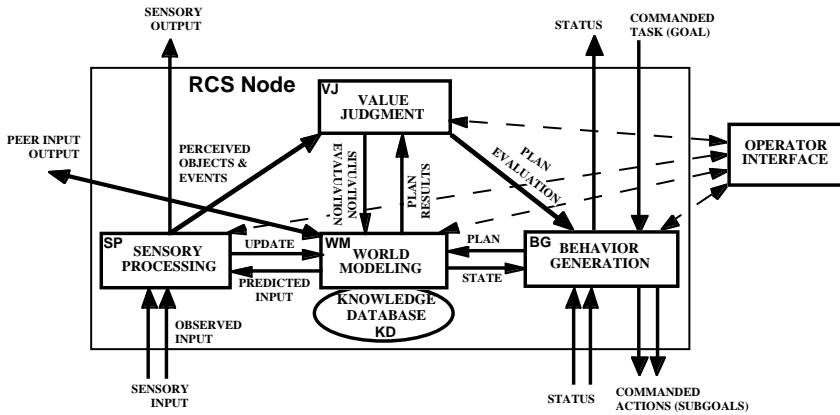 SENSORY
OUTPUT
STATUS
COMMANDED
TASK (GOAL)
RCS Node
VJ
VALUE
JUDGMENT
PEER INPUT
OUTPUT
PERCEIVED
OBJECTS &
EVENTS
SITUATION
EVALUATION
PLAN
RESULTS
PLAN
EVALUATION
OPERATOR
INTERFACE
SP
SENSORY
PROCESSING
UPDATE
WM
WORLD
MODELING
PLAN
BG
BEHAVIOR
GENERATION
PREDICTED
INPUT
STATE
KNOWLEDGE
DATABASE
KD
OBSERVED
INPUT
SENSORY
INPUT
STATUS
COMMANDED
ACTIONS (SUBGOALS)